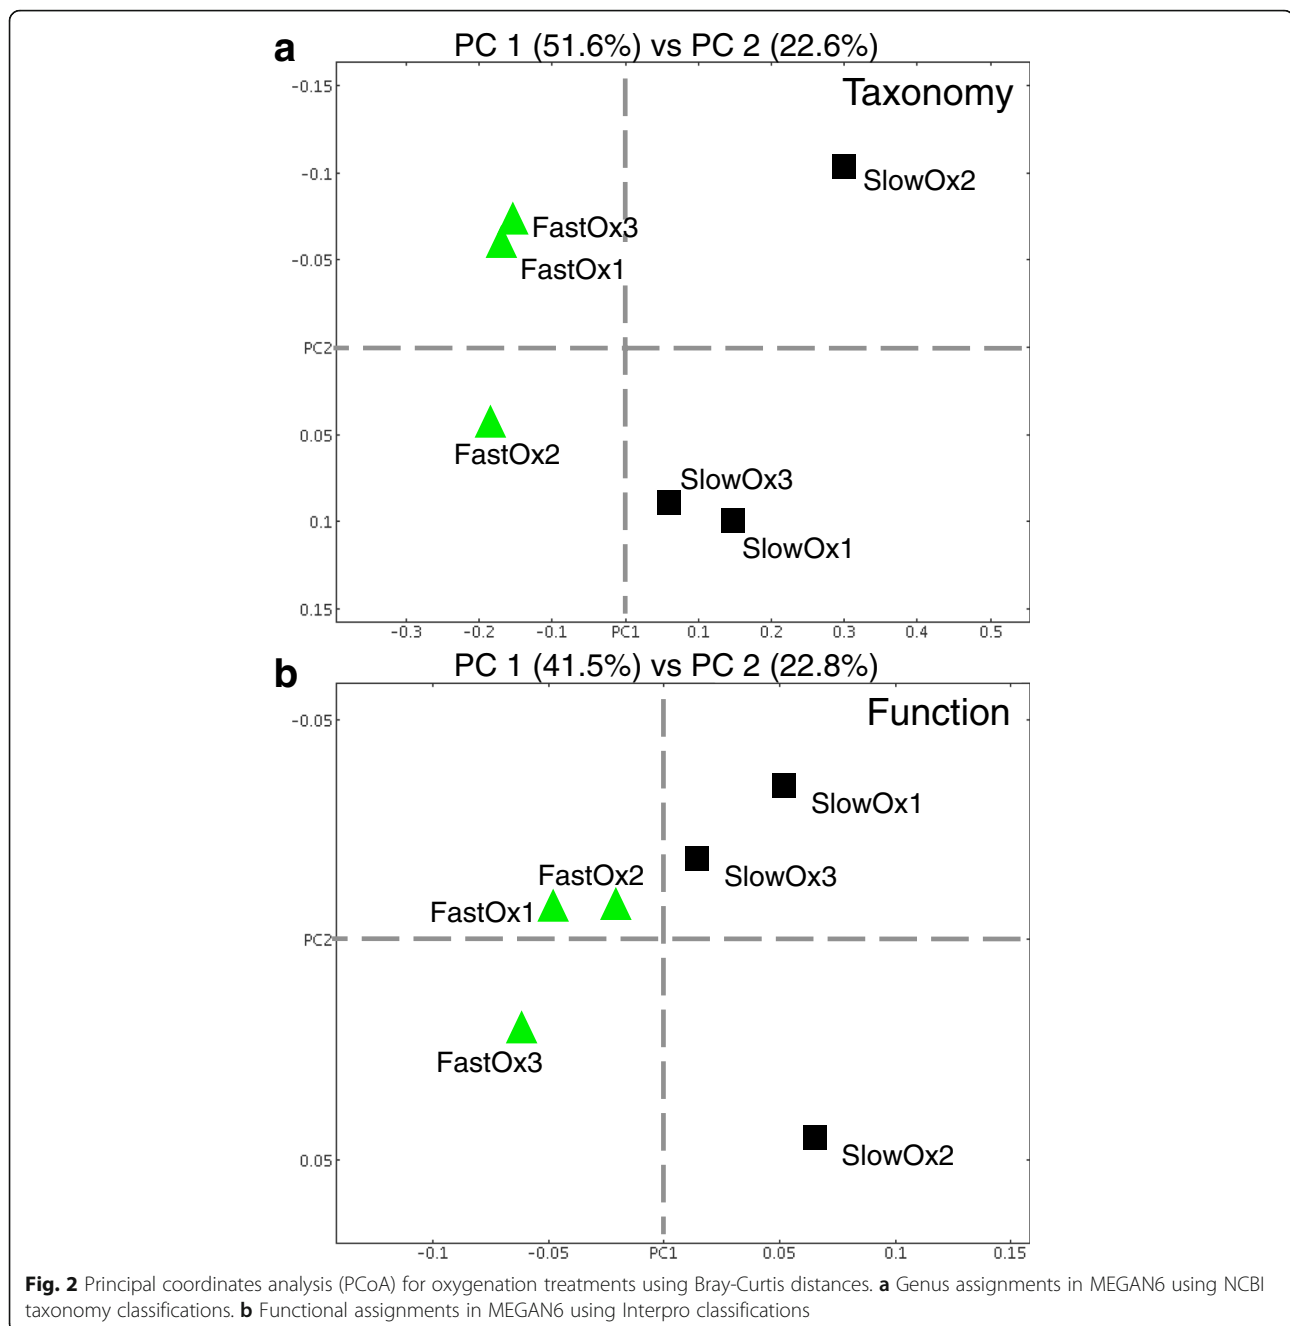 a
PC 1 (51.6%) vs PC 2 (22.6%)
Taxonomy
-0.15
-0.1
-0.05
PC2
0.05
0.1
0.15
SlowOx2
FastOx3
FastOx1
FastOx2
SlowOx3
SlowOx1
-0.3 -0.2 -0.1 PC1 0.1 0.2 0.3 0.4 0.5
b
PC 1 (41.5%) vs PC 2 (22.8%)
Function
-0.05
PC2
0.05
SlowOx1
SlowOx3
FastOx2
FastOx1
FastOx3
SlowOx2
-0.1 -0.05 PC1 0.05 0.1 0.15
Fig. 2 Principal coordinates analysis (PCoA) for oxygenation treatments using Bray-Curtis distances. a Genus assignments in MEGAN6 using NCBI
taxonomy classifications. b Functional assignments in MEGAN6 using Interpro classifications